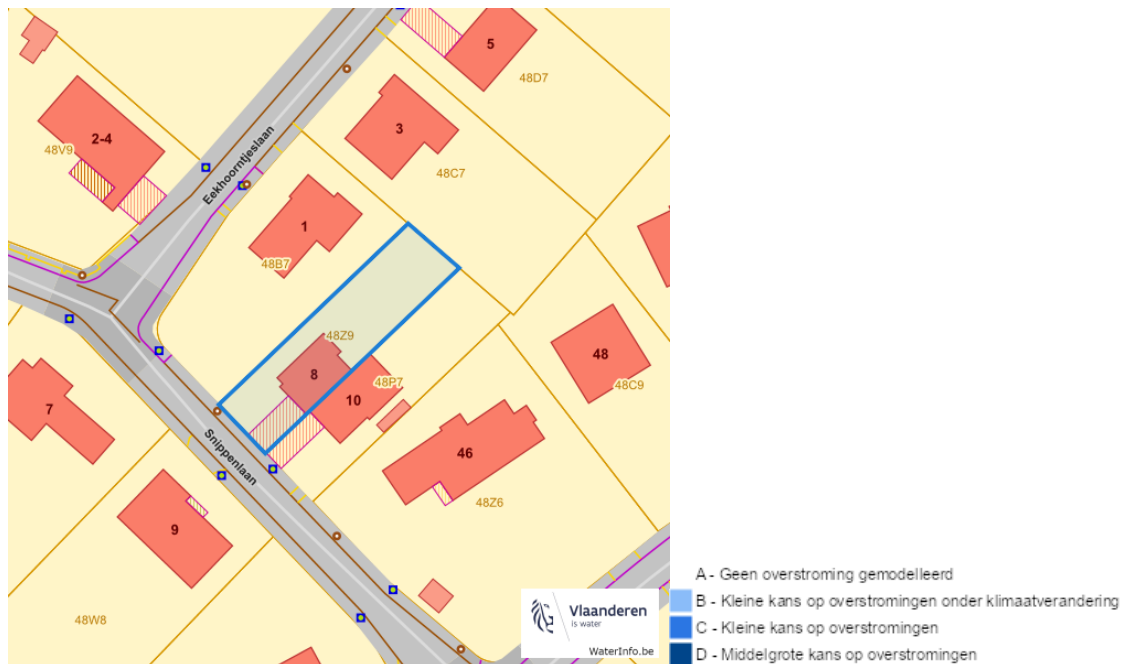 5
48D7
2-4
48V9
3
48C7
Eekhoorntjeslaan
1
48B7
48Z9
8
48P7
10
48
48C9
7
Snippenlaan
46
48Z6
9
48W8
Vlaanderen
is water
WaterInfo.be
A - Geen overstroming gemodelleerd
B - Kleine kans op overstromingen onder klimaatverandering
C - Kleine kans op overstromingen
D - Middelgrote kans op overstromingen